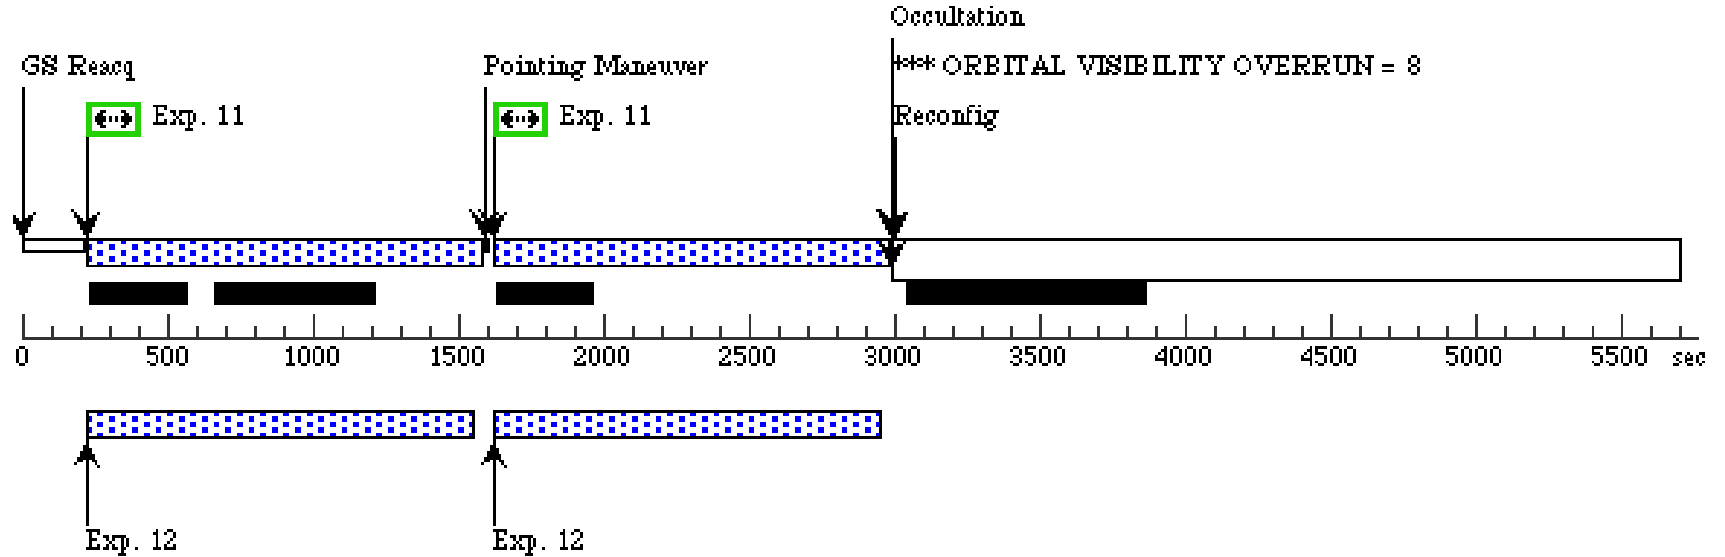 Occultation
GS Reacq
Pointing Maneuver
*** ORBITAL VISIBILITY OVERRUN = 8
Exp. 11
Exp. 11
Reconfig
0 500 1000 1500 2000 2500 3000 3500 4000 4500 5000 5500 sec
Exp. 12
Exp. 12